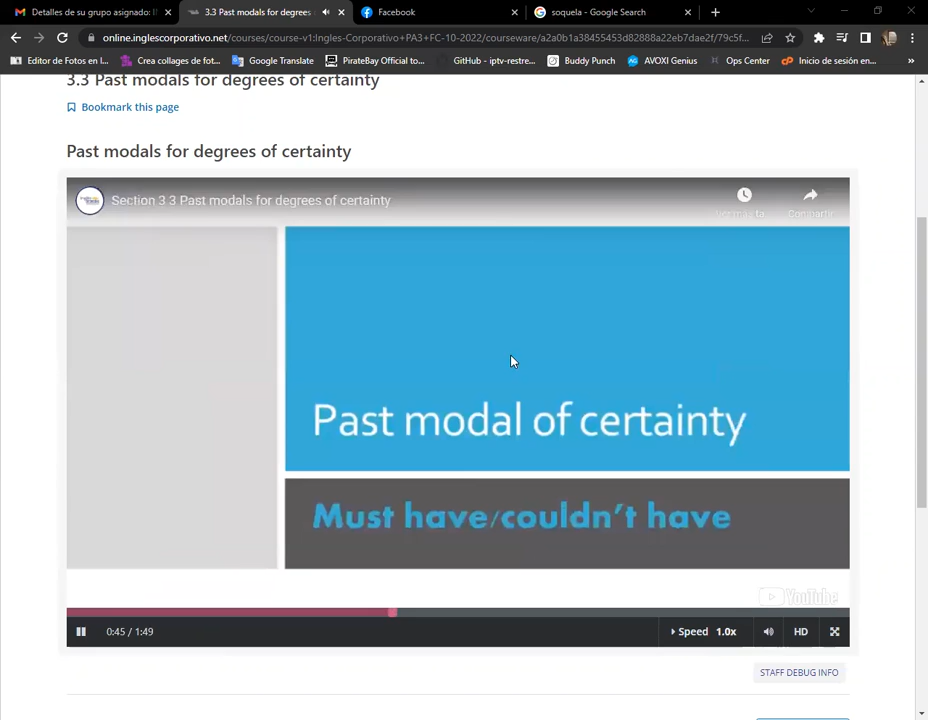 Detalles de su grupo asignado: I
3.3 Past modals for degrees
Facebook
soquela - Google Search
online.inglescorporativo.net/courses/course-v1:Ingles-Corporativo+PA3+FC-10-2022/courseware/a2a0b1a38455453d82888a22eb7dae2f/79c5f...
Editor de Fotos en l...
Crea collages de fot...
Google Translate
PirateBay Official to...
GitHub - iptv-restre...
Buddy Punch
AVOXI Genius
Ops Center
Inicio de sesión en...
»
3.3 Past modals for degrees of certainty
Bookmark this page
Past modals for degrees of certainty
Section 3 3 Past modals for degrees of certainty
Compartir
Past modal of certainty
Must have/couldn't have
YouTube
0:45 / 1:49
Speed 1.0x
HD
STAFF DEBUG INFO